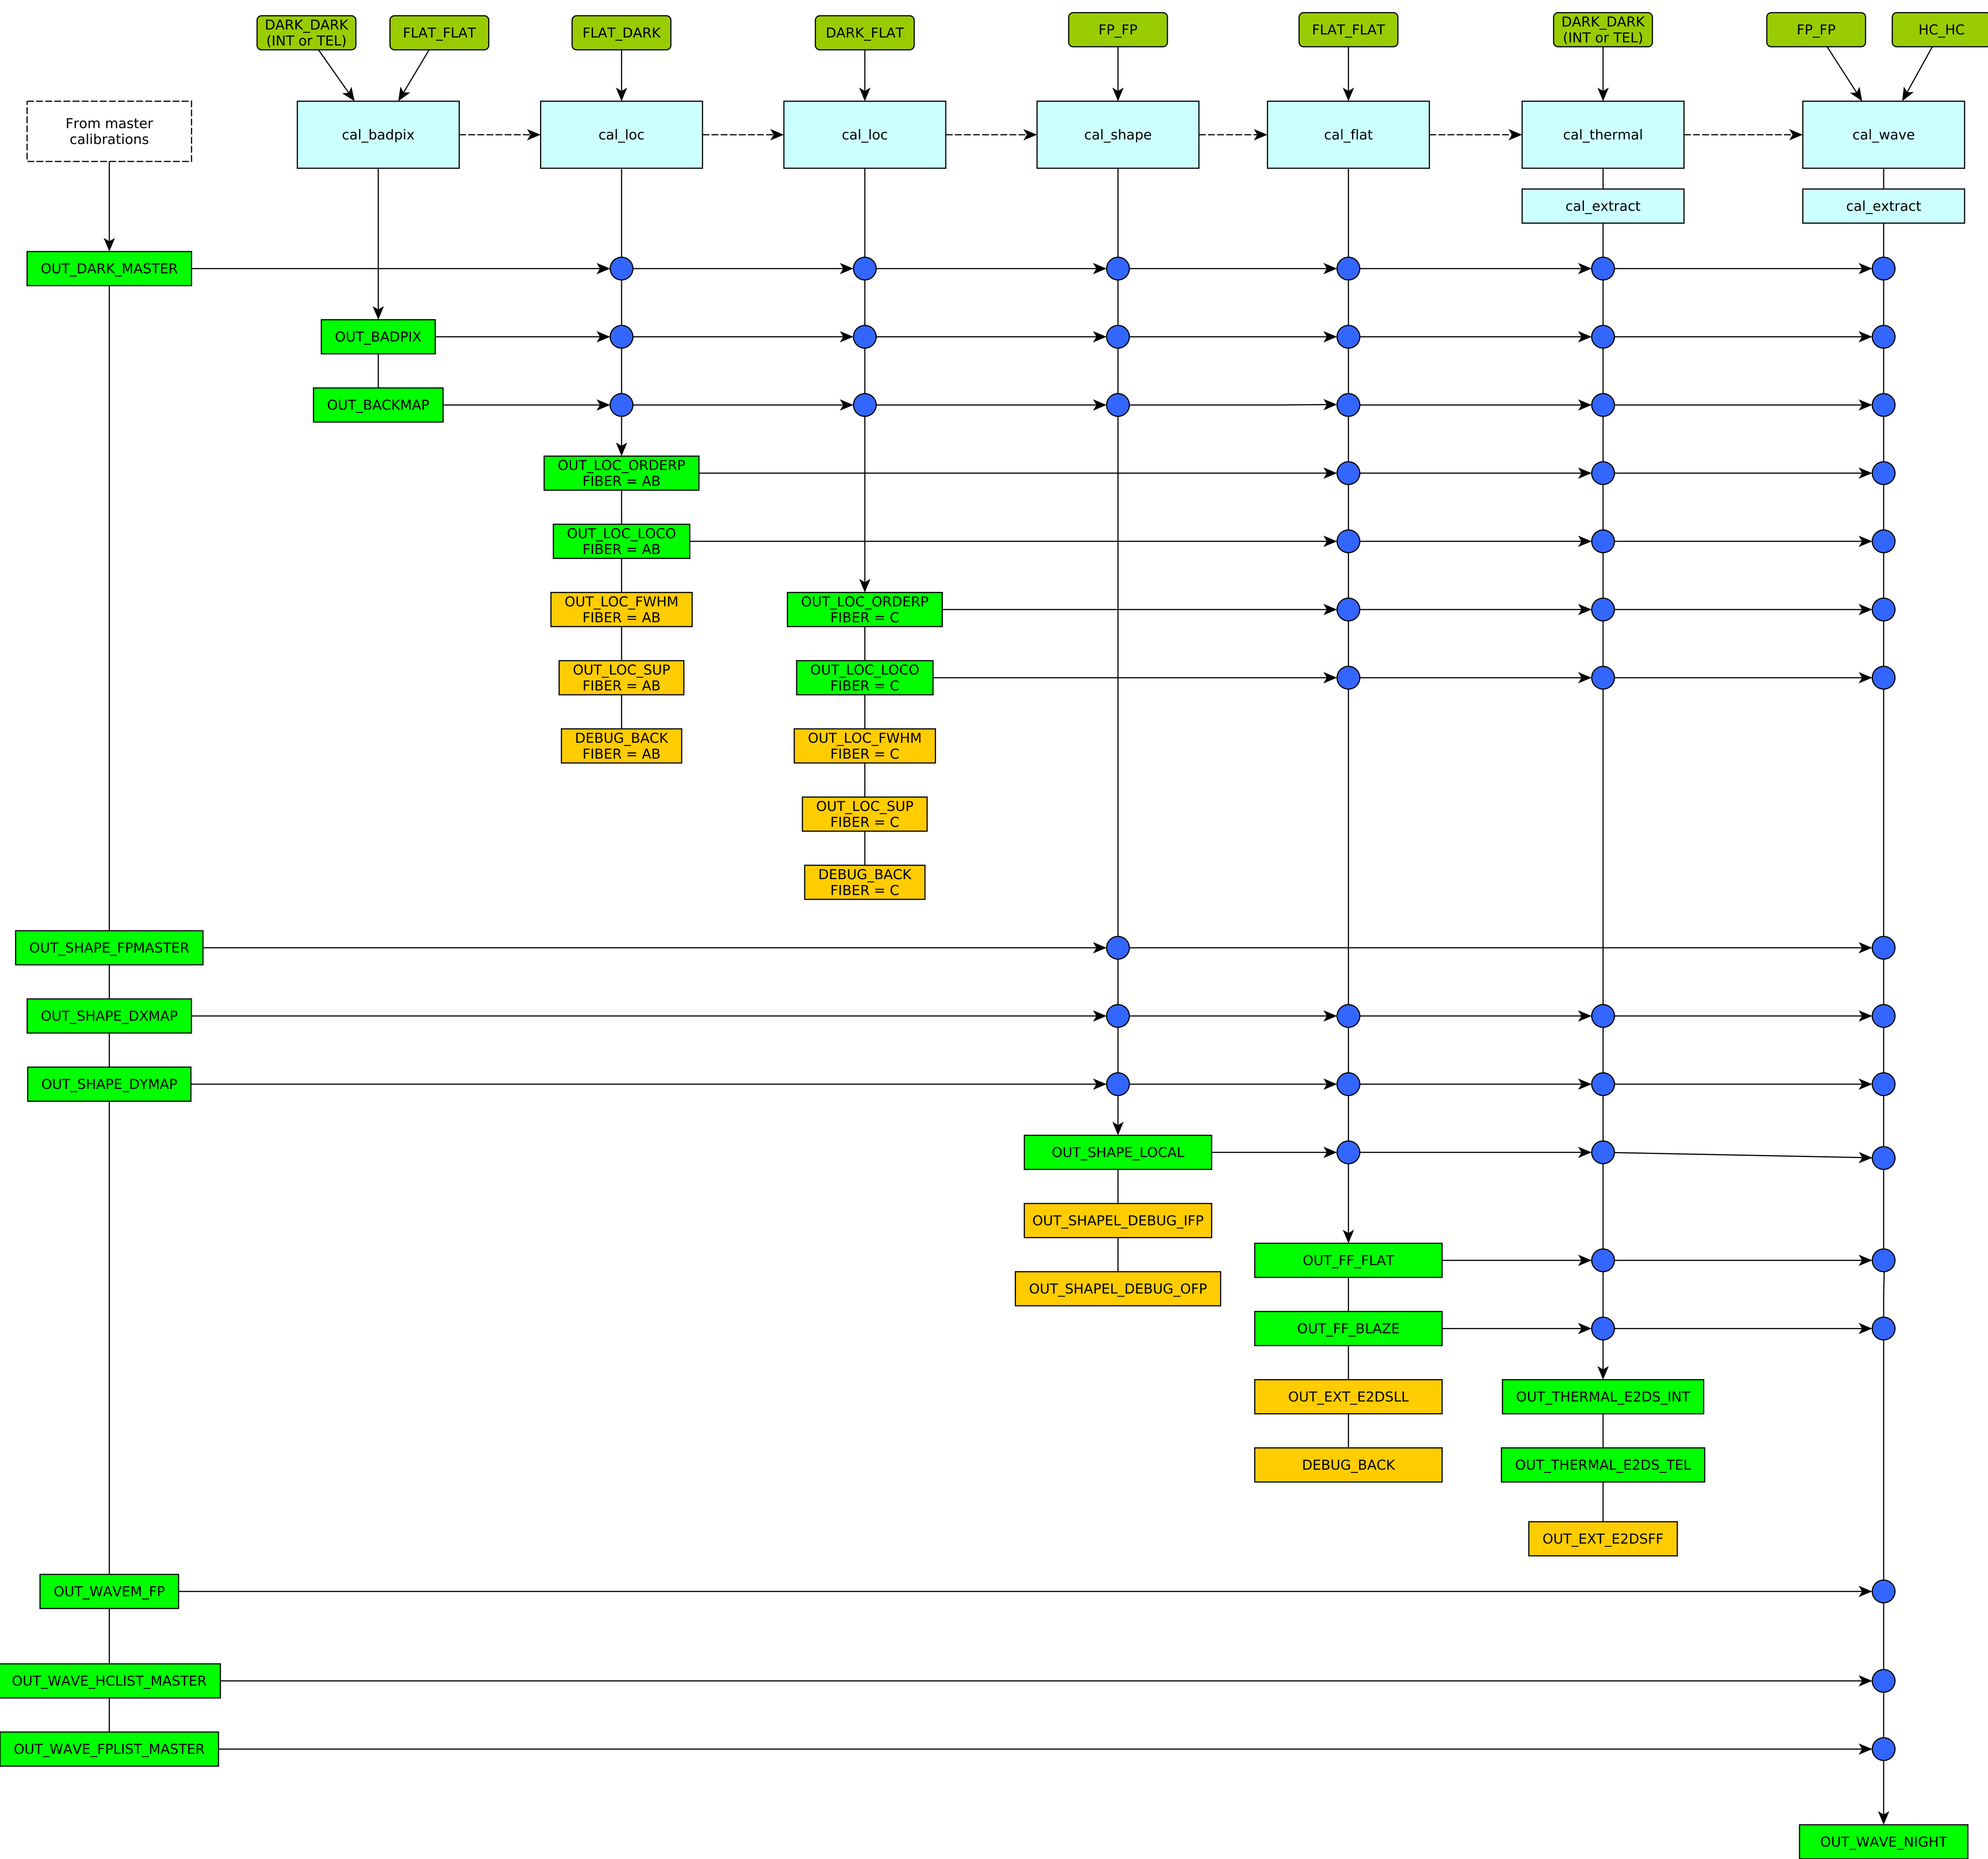 DARK_DARK
(INT or TEL)
FLAT_FLAT
FLAT_DARK
DARK_FLAT
FP_FP
FLAT_FLAT
DARK_DARK
(INT or TEL)
FP_FP
HC_HC
From master
calibrations
cal_badpix
cal_loc
cal_loc
cal_shape
cal_flat
cal_thermal
cal_wave
cal_extract
cal_extract
OUT_DARK_MASTER
OUT_BADPIX
OUT_BACKMAP
OUT_LOC_ORDERP
FIBER = AB
OUT_LOC_LOCO
FIBER = AB
OUT_LOC_FWHM
FIBER = AB
OUT_LOC_ORDERP
FIBER = C
OUT_LOC_SUP
FIBER = AB
OUT_LOC_LOCO
FIBER = C
DEBUG_BACK
FIBER = AB
OUT_LOC_FWHM
FIBER = C
OUT_LOC_SUP
FIBER = C
DEBUG_BACK
FIBER = C
OUT_SHAPE_FPMASTER
OUT_SHAPE_DXMAP
OUT_SHAPE_DYMAP
OUT_SHAPE_LOCAL
OUT_SHAPEL_DEBUG_IFP
OUT_FF_FLAT
OUT_SHAPEL_DEBUG_OFP
OUT_FF_BLAZE
OUT_EXT_E2DSLL
OUT_THERMAL_E2DS_INT
DEBUG_BACK
OUT_THERMAL_E2DS_TEL
OUT_EXT_E2DSFF
OUT_WAVEM_FP
OUT_WAVE_HCLIST_MASTER
OUT_WAVE_FPLIST_MASTER
OUT_WAVE_NIGHT